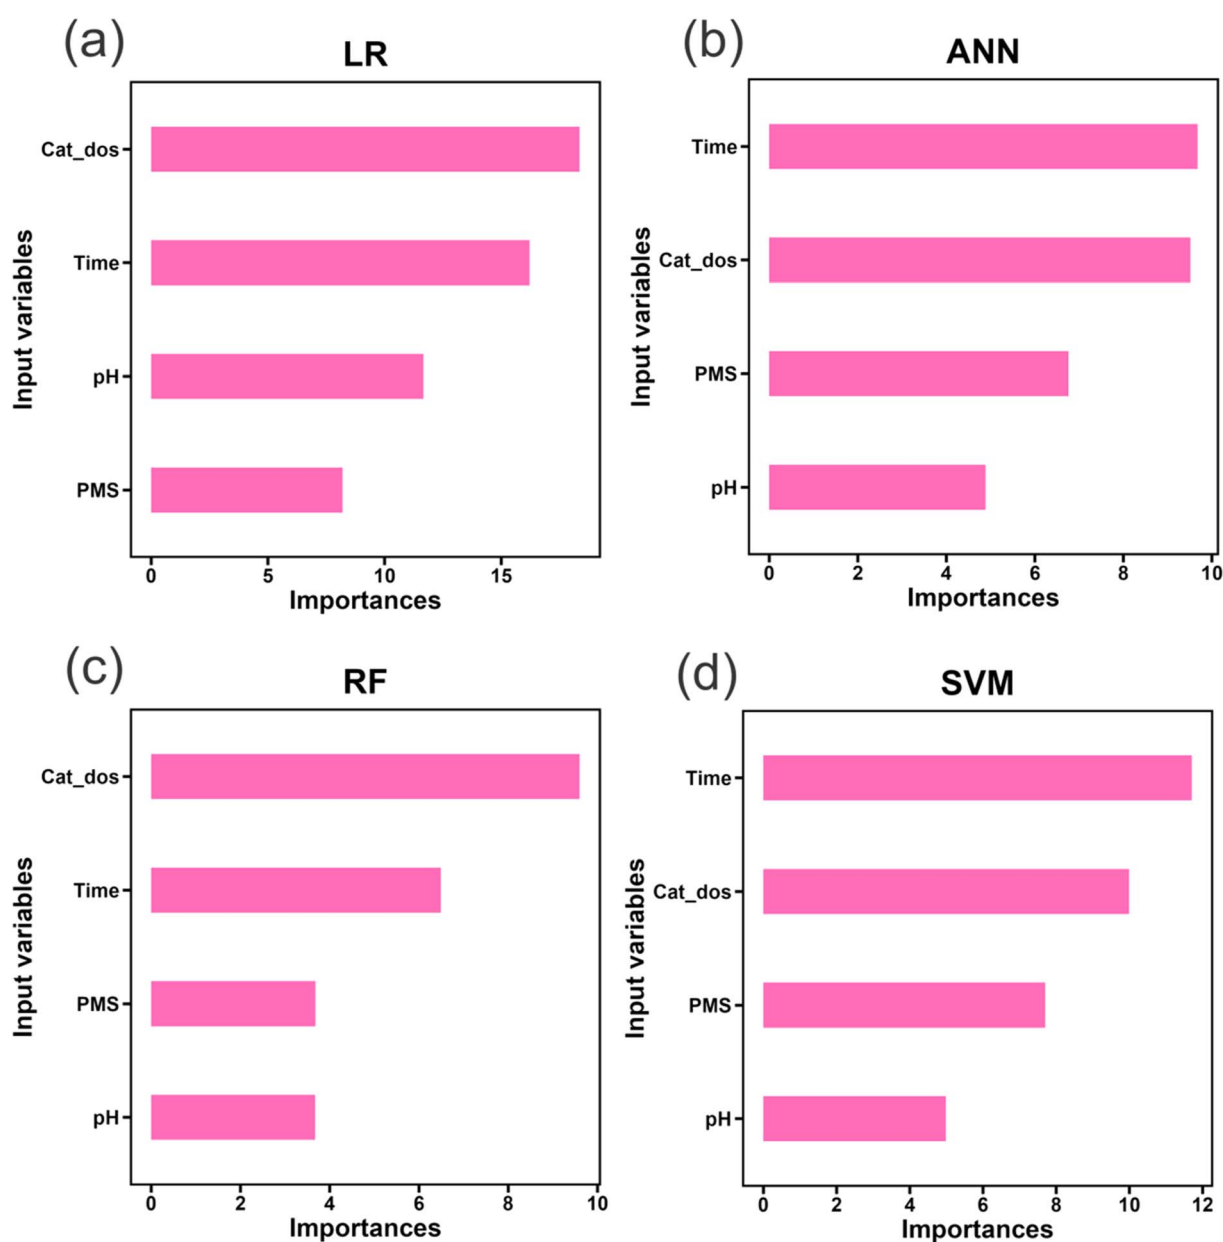 (a)
LR
Input variables
Cat_dos
Time
pH
PMS
0 5 10 15
Importances
(b)
ANN
Input variables
Time
Cat_dos
PMS
pH
0 2 4 6 8 10
Importances
(c)
RF
Input variables
Cat_dos
Time
PMS
pH
0 2 4 6 8 10
Importances
(d)
SVM
Input variables
Time
Cat_dos
PMS
pH
0 2 4 6 8 10 12
Importances